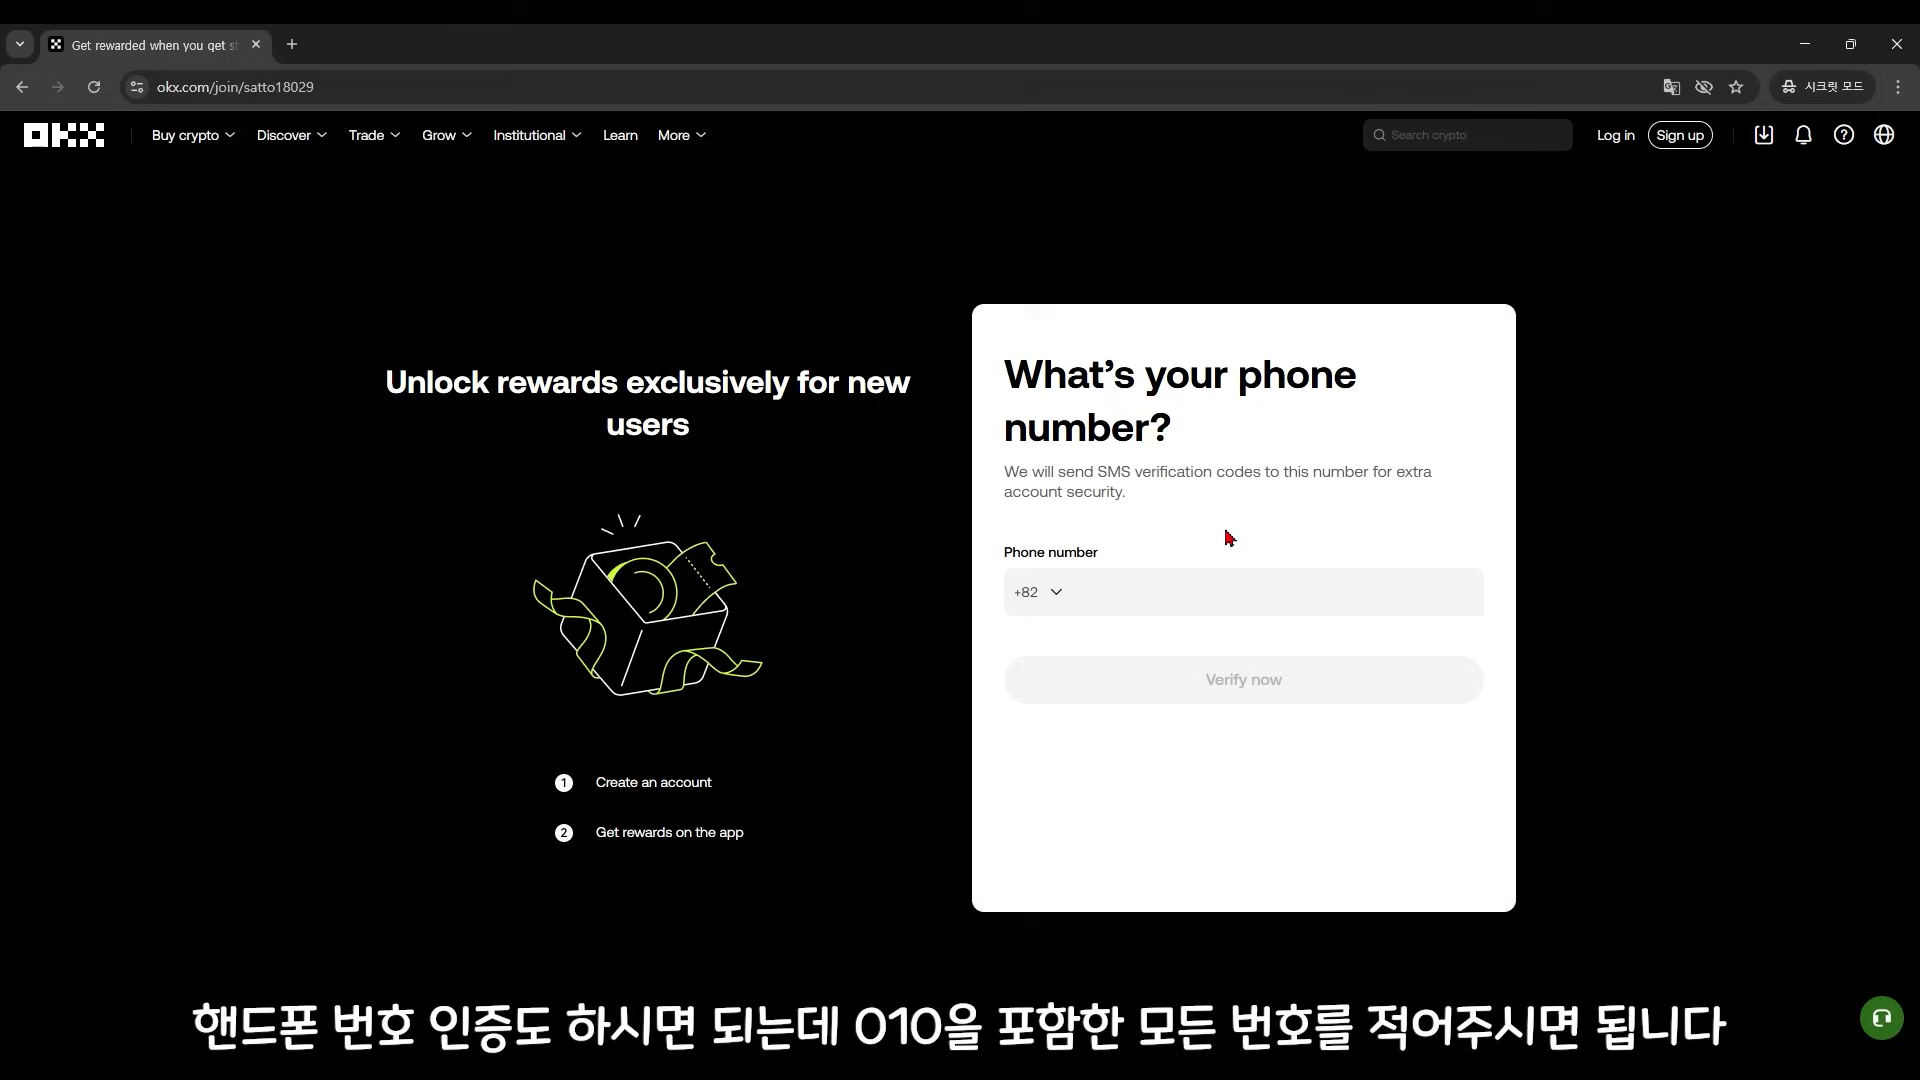 Get rewarded when you get s
okx.com/join/satto18029
시크릿 모드
OKX
Buy crypto
Discover
Trade
Grow
Institutional
Learn
More
Search crypto
Log in
Sign up
Unlock rewards exclusively for new
users
1 Create an account
2 Get rewards on the app
What's your phone
number?
We will send SMS verification codes to this number for extra
account security.
Phone number
+82
Verify now
핸드폰 번호 인증도 하시면 되는데 010을 포함한 모든 번호를 적어주시면 됩니다